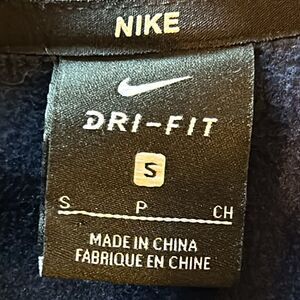 NIKE
DRI-FIT
S
S P CH
MADE IN CHINA
FABRIQUE EN CHINE